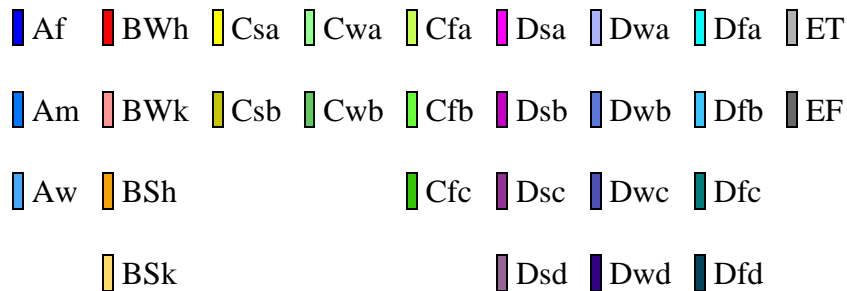 Af BWh Csa Cwa Cfa Dsa Dwa Dfa ET
Am BWk Csb Cwb Cfb Dsb Dwb Dfb EF
Aw BSh Cfc Dsc Dwc Dfc
BSk Dsd Dwd Dfd